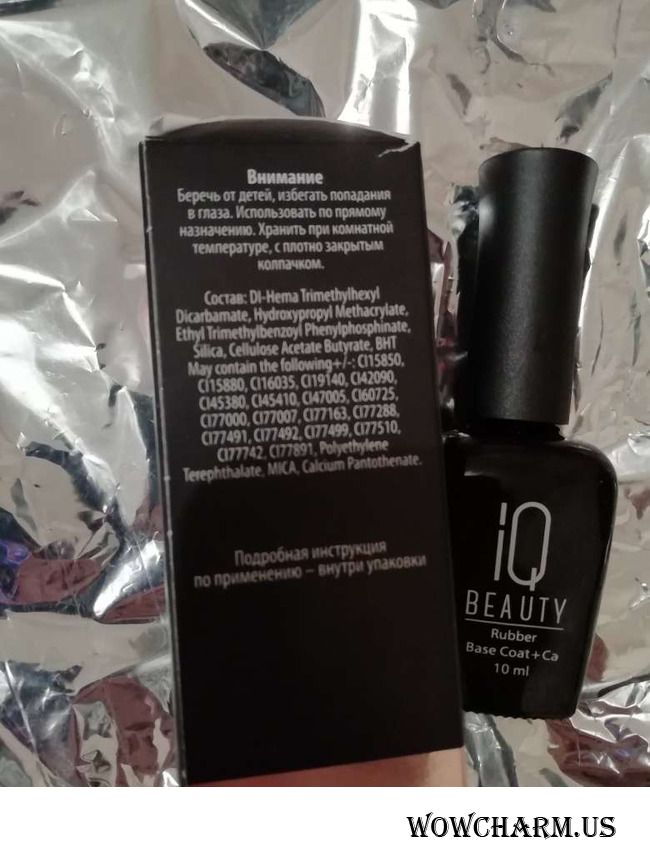 Внимание
Беречь от детей, избегать попадания
в глаза. Использовать по прямому
назначению. Хранить при комнатной
температуре, с плотно закрытым
колпачком.
Состав: DI-Hema Trimethylhexyl
Dicarbamate, Hydroxypropyl Methacrylate,
Ethyl Trimethylbenzoyl Phenylphosphinate,
Silica, Cellulose Acetate Butyrate, BHT
May contain the following+/-: CI15850,
CI15880, CI16035, CI19140, CI42090,
CI45380, CI45410, CI47005, CI60725,
CI77000, CI77007, CI77163, CI77288,
CI77491, CI77492, CI77499, CI77510,
CI77742, CI77891, Polyethylene
Terephthalate, MICA, Calcium Pantothenate.
Подробная инструкция
по применению – внутри упаковки
iQ
BEAUTY
Rubber
Base Coat+Ca
10 ml
WOWCHARM.US